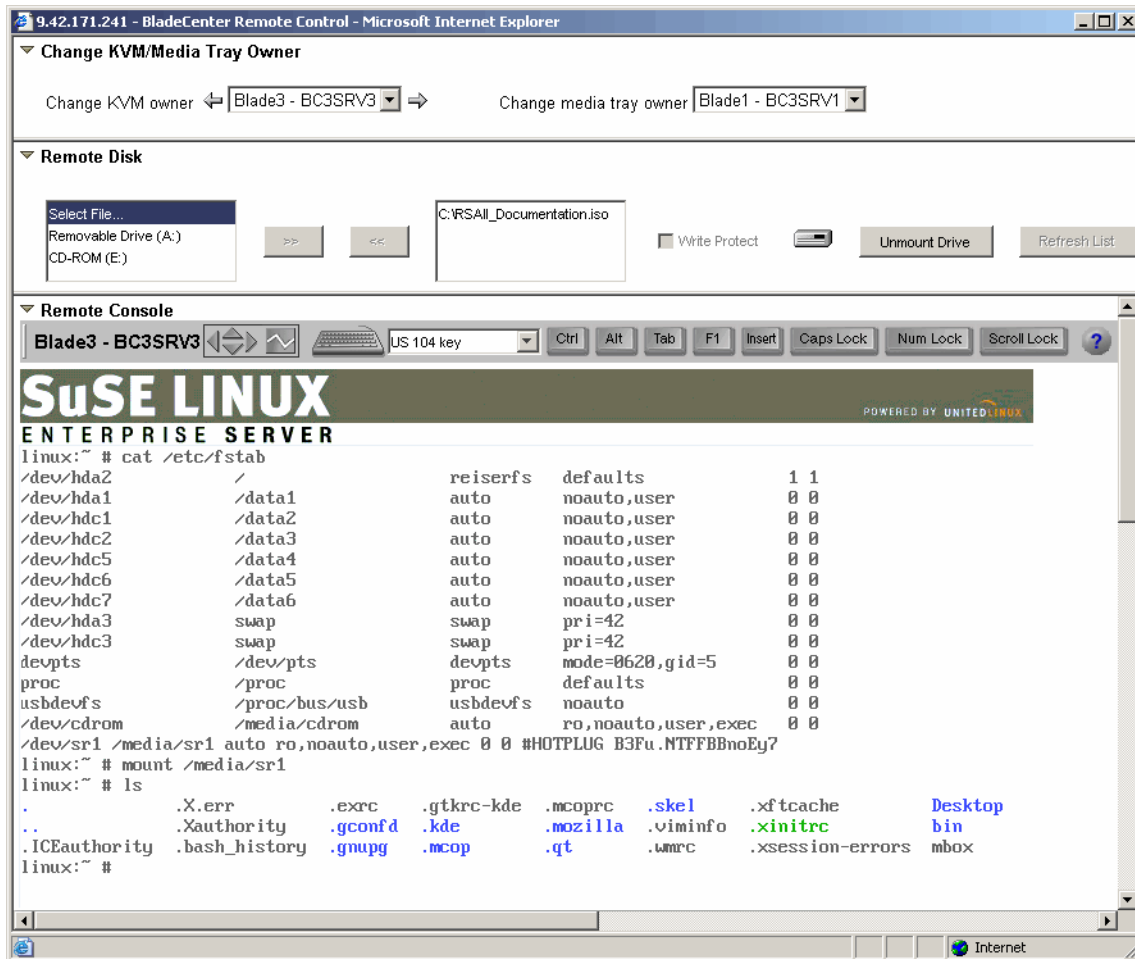 9.42.171.241 - BladeCenter Remote Control - Microsoft Internet Explorer
Change KVM/Media Tray Owner
Change KVM owner Blade3 - BC3SRV3 Change media tray owner Blade1 - BC3SRV1
Remote Disk
Select File...
Removable Drive (A:)
CD-ROM (E:)
>>
<<
C:\RSAII_Documentation.iso
Write Protect
Unmount Drive
Refresh List
Remote Console
Blade3 - BC3SRV3 US 104 key Ctrl Alt Tab F1 Insert Caps Lock Num Lock Scroll Lock ?
SuSE LINUX
POWERED BY UNITEDLINUX
ENTERPRISE SERVER
linux:~ # cat /etc/fstab
/dev/hda2 / reiserfs defaults 1 1
/dev/hda1 /data1 auto noauto,user 0 0
/dev/hdc1 /data2 auto noauto,user 0 0
/dev/hdc2 /data3 auto noauto,user 0 0
/dev/hdc5 /data4 auto noauto,user 0 0
/dev/hdc6 /data5 auto noauto,user 0 0
/dev/hdc7 /data6 auto noauto,user 0 0
/dev/hda3 swap swap pri=42 0 0
/dev/hdc3 swap swap pri=42 0 0
devpts /dev/pts devpts mode=0620,gid=5 0 0
proc /proc proc defaults 0 0
usbdevfs /proc/bus/usb usbdevfs noauto 0 0
/dev/cdrom /media/cdrom auto ro,noauto,user,exec 0 0
/dev/sr1 /media/sr1 auto ro,noauto,user,exec 0 0 #HOTPLUG B3Fu.NTFFBBnoEy7
linux:~ # mount /media/sr1
linux:~ # ls
. .X.err .exrc .gtkrc-kde .mcoprc .skel .xftcache Desktop
.. .Xauthority .gconfd .kde .mozilla .viminfo .xinitrc bin
.ICEauthority .bash_history .gnupg .mcop .qt .wmrc .xsession-errors mbox
linux:~ #
Internet